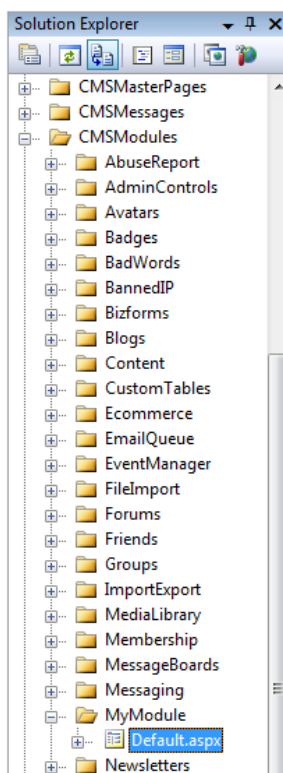 Solution Explorer
CMSMasterPages
CMSMessages
CMSModules
AbuseReport
AdminControls
Avatars
Badges
BadWords
BannedIP
Bizforms
Blogs
Content
CustomTables
Ecommerce
EmailQueue
EventManager
FileImport
Forums
Friends
Groups
ImportExport
MediaLibrary
Membership
MessageBoards
Messaging
MyModule
Default.aspx
Newsletters